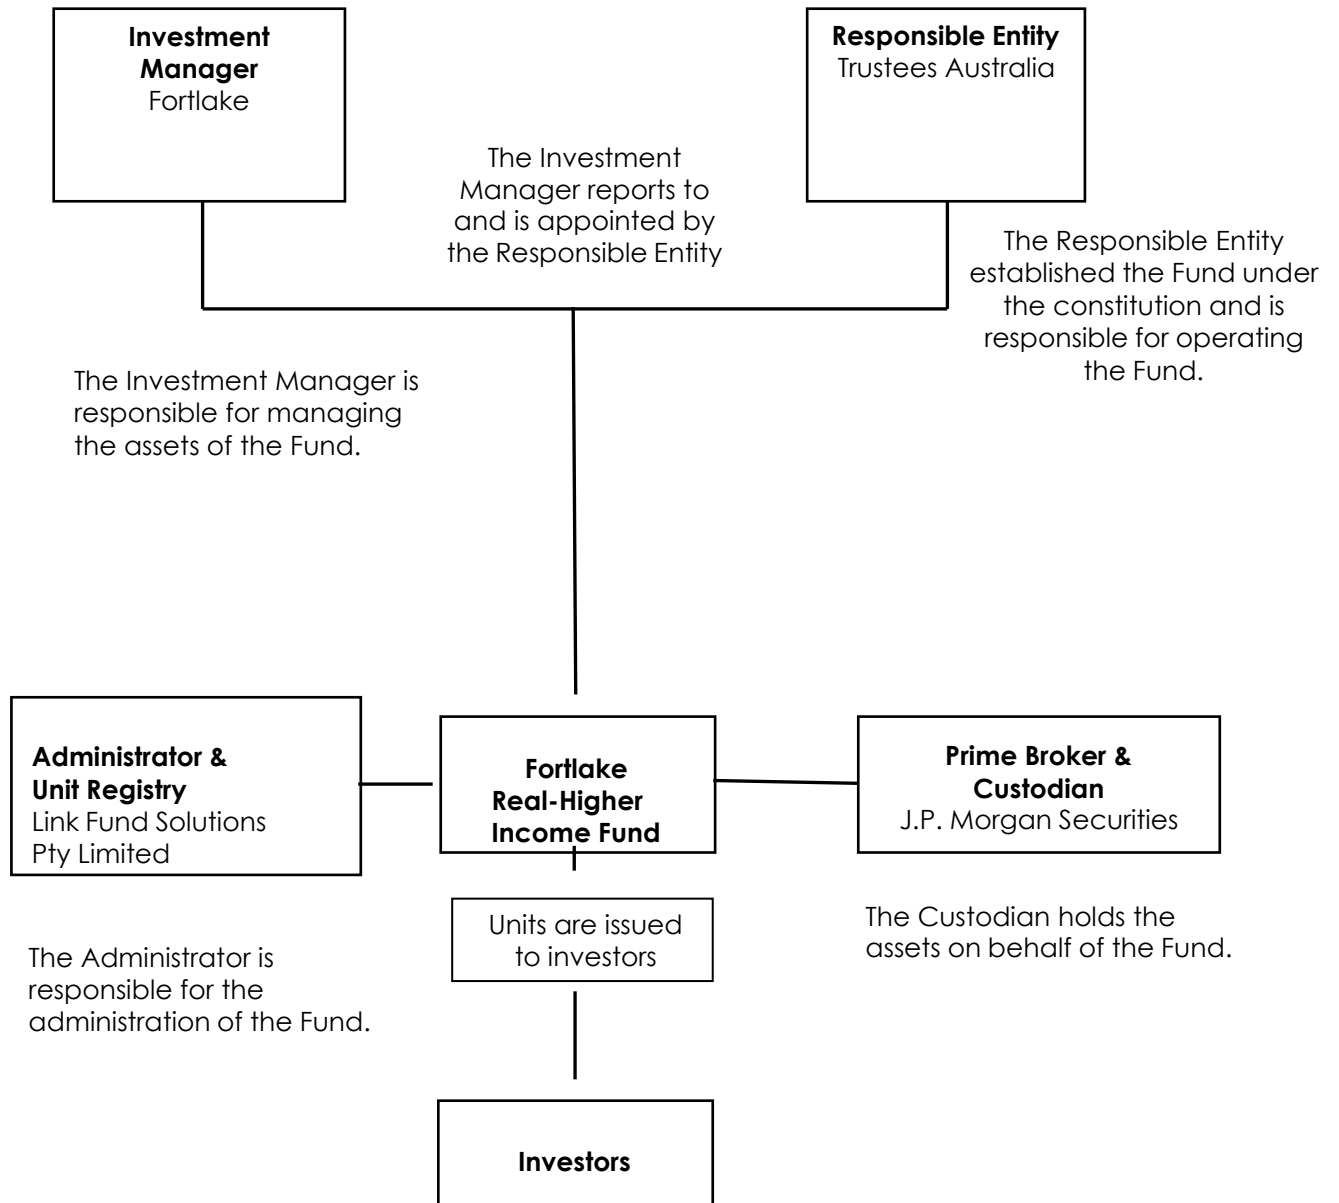 Investment
Manager
Fortlake
Responsible Entity
Trustees Australia
The Investment
Manager reports to
and is appointed by
the Responsible Entity
The Responsible Entity
established the Fund under
the constitution and is
responsible for operating
the Fund.
The Investment Manager is
responsible for managing
the assets of the Fund.
Administrator &
Unit Registry
Link Fund Solutions
Pty Limited
Fortlake
Real-Higher
Income Fund
Prime Broker &
Custodian
J.P. Morgan Securities
The Administrator is
responsible for the
administration of the Fund.
Units are issued
to investors
The Custodian holds the
assets on behalf of the Fund.
Investors